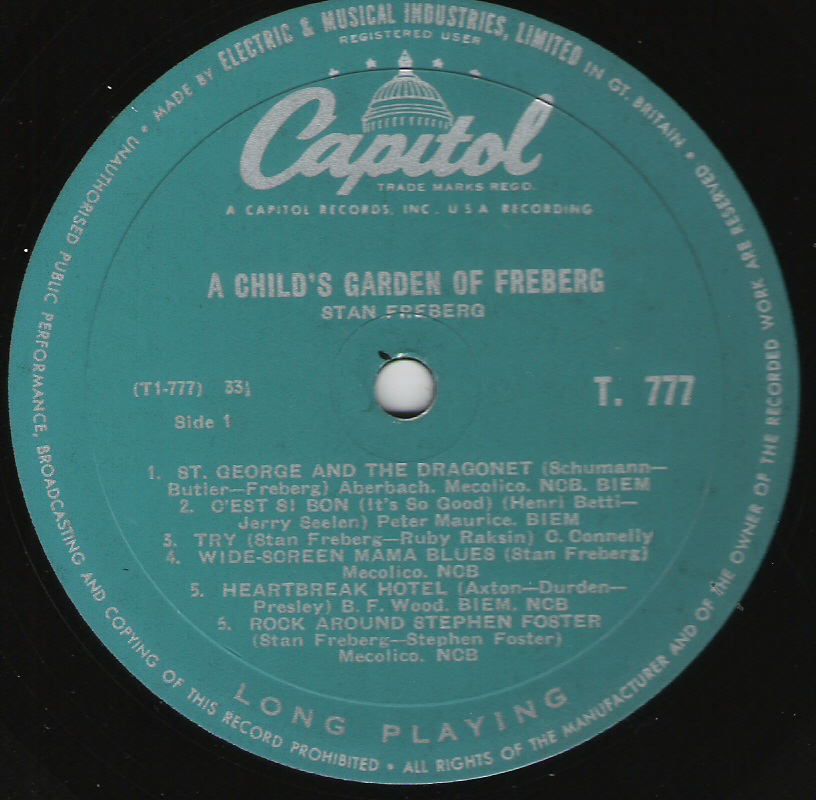 MADE BY ELECTRIC & MUSICAL INDUSTRIES, LIMITED IN GT. BRITAIN •
REGISTERED USER
Capitol
TRADE MARKS REGD.
A CAPITOL RECORDS, INC. U S A RECORDING
A CHILD'S GARDEN OF FREBERG
STAN FREBERG
(T1-777) 33½
T. 777
Side 1
1. ST. GEORGE AND THE DRAGONET (Schumann—
Butler—Freberg) Aberbach. Mecolico. NCB. BIEM
2. C'EST SI BON (It's So Good) (Henri Betti—
Jerry Seelen) Peter Maurice. BIEM
3. TRY (Stan Freberg—Ruby Raksin) C. Connelly
4. WIDE-SCREEN MAMA BLUES (Stan Freberg)
Mecolico. NCB
5. HEARTBREAK HOTEL (Axton—Durden—
Presley) B. F. Wood. BIEM. NCB
6. ROCK AROUND STEPHEN FOSTER
(Stan Freberg—Stephen Foster)
Mecolico. NCB
LONG PLAYING
ALL RIGHTS OF THE MANUFACTURER AND OF THE OWNER OF THE RECORDED WORK ARE RESERVED
• UNAUTHORISED PUBLIC PERFORMANCE, BROADCASTING AND COPYING OF THIS RECORD PROHIBITED •